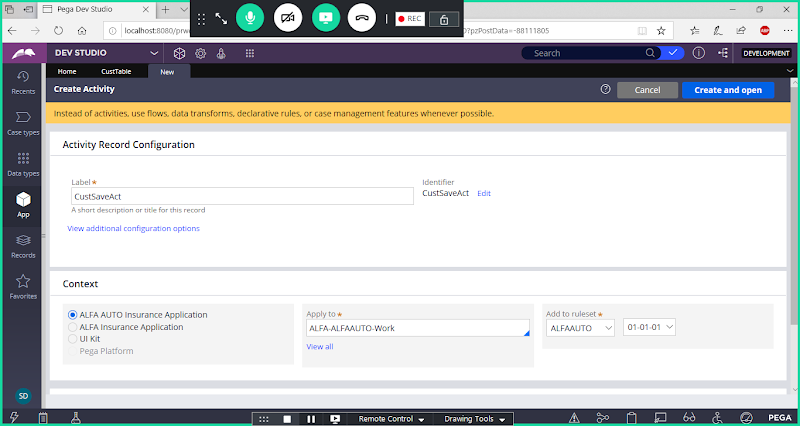 Pega Dev Studio
localhost:8080/prw
REC
0?pzPostData=-88111805
ABP
DEV STUDIO
Search
DEVELOPMENT
Home
CustTable
New
Create Activity
Cancel
Create and open
Recents
Instead of activities, use flows, data transforms, declarative rules, or case management features whenever possible.
Case types
Activity Record Configuration
Data types
Label
Identifier
CustSaveAct
CustSaveAct Edit
A short description or title for this record
App
View additional configuration options
Records
Context
Favorites
ALFA AUTO Insurance Application
ALFA Insurance Application
UI Kit
Pega Platform
Apply to
ALFA-ALFAAUTO-Work
View all
Add to ruleset
ALFAAUTO
01-01-01
SD
Remote Control
Drawing Tools
PEGA